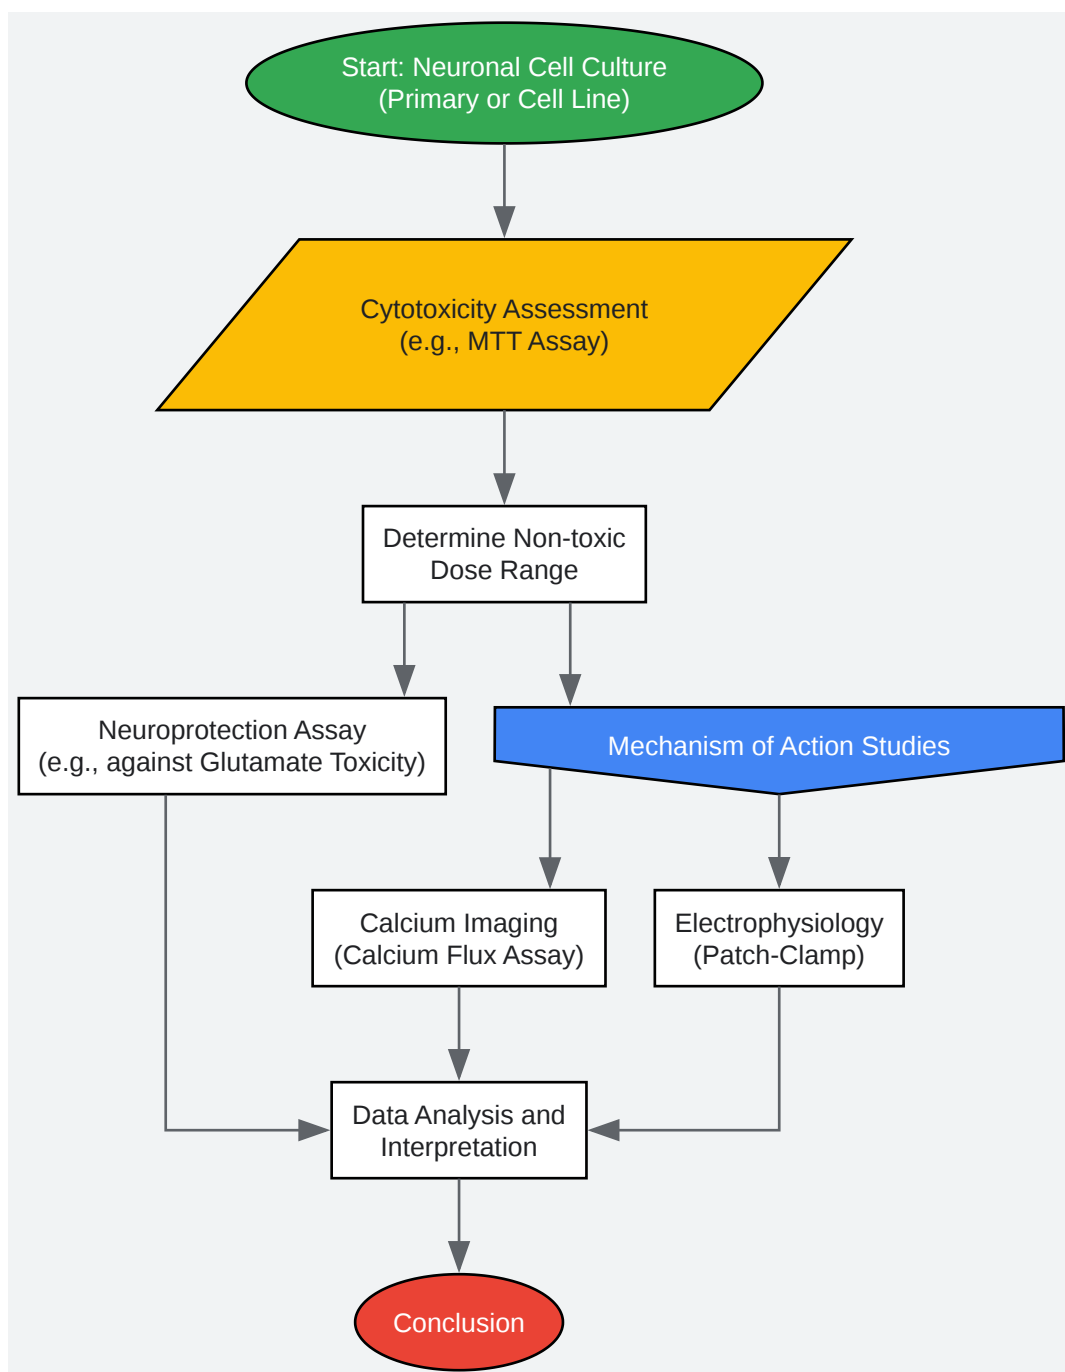 Start: Neuronal Cell Culture
(Primary or Cell Line)
Cytotoxicity Assessment
(e.g., MTT Assay)
Determine Non-toxic
Dose Range
Neuroprotection Assay
(e.g., against Glutamate Toxicity)
Mechanism of Action Studies
Calcium Imaging
(Calcium Flux Assay)
Electrophysiology
(Patch-Clamp)
Data Analysis and
Interpretation
Conclusion